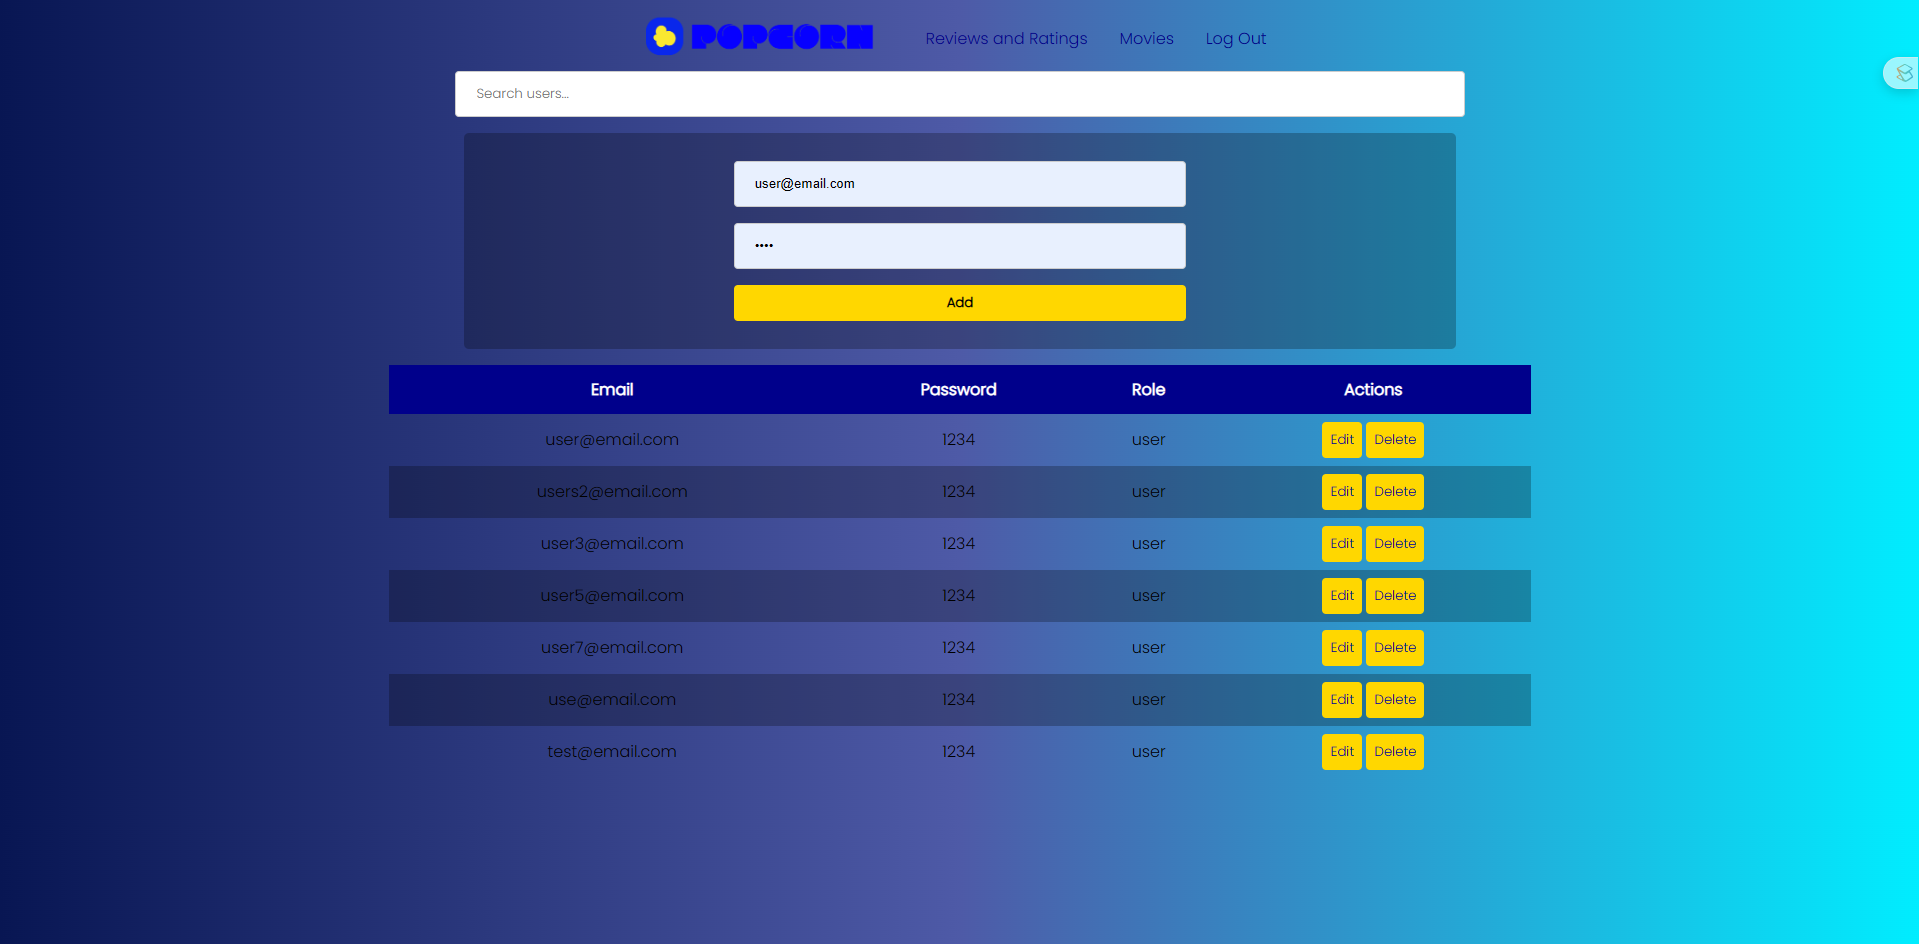 POPCORN Reviews and Ratings Movies Log Out
Search users...
user@email.com
••••
Add
Email Password Role Actions
user@email.com 1234 user Edit Delete
users2@email.com 1234 user Edit Delete
user3@email.com 1234 user Edit Delete
user5@email.com 1234 user Edit Delete
user7@email.com 1234 user Edit Delete
use@email.com 1234 user Edit Delete
test@email.com 1234 user Edit Delete